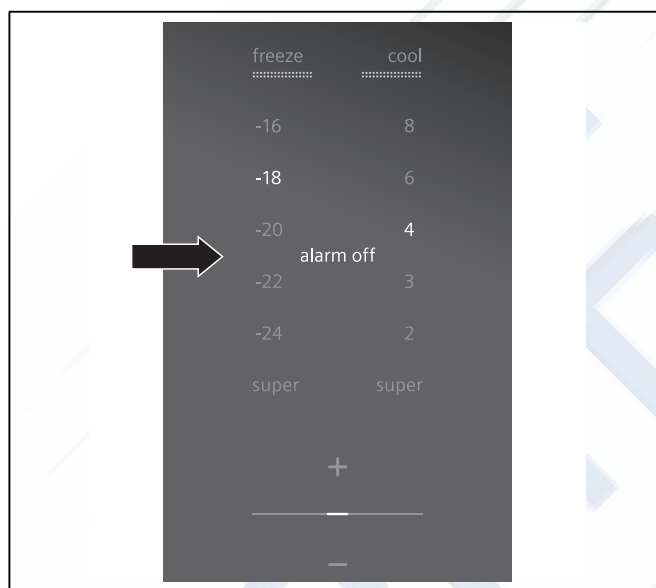 freeze cool
-16 8
-18 6
-20 4
alarm off
-22 3
-24 2
super super
+
–